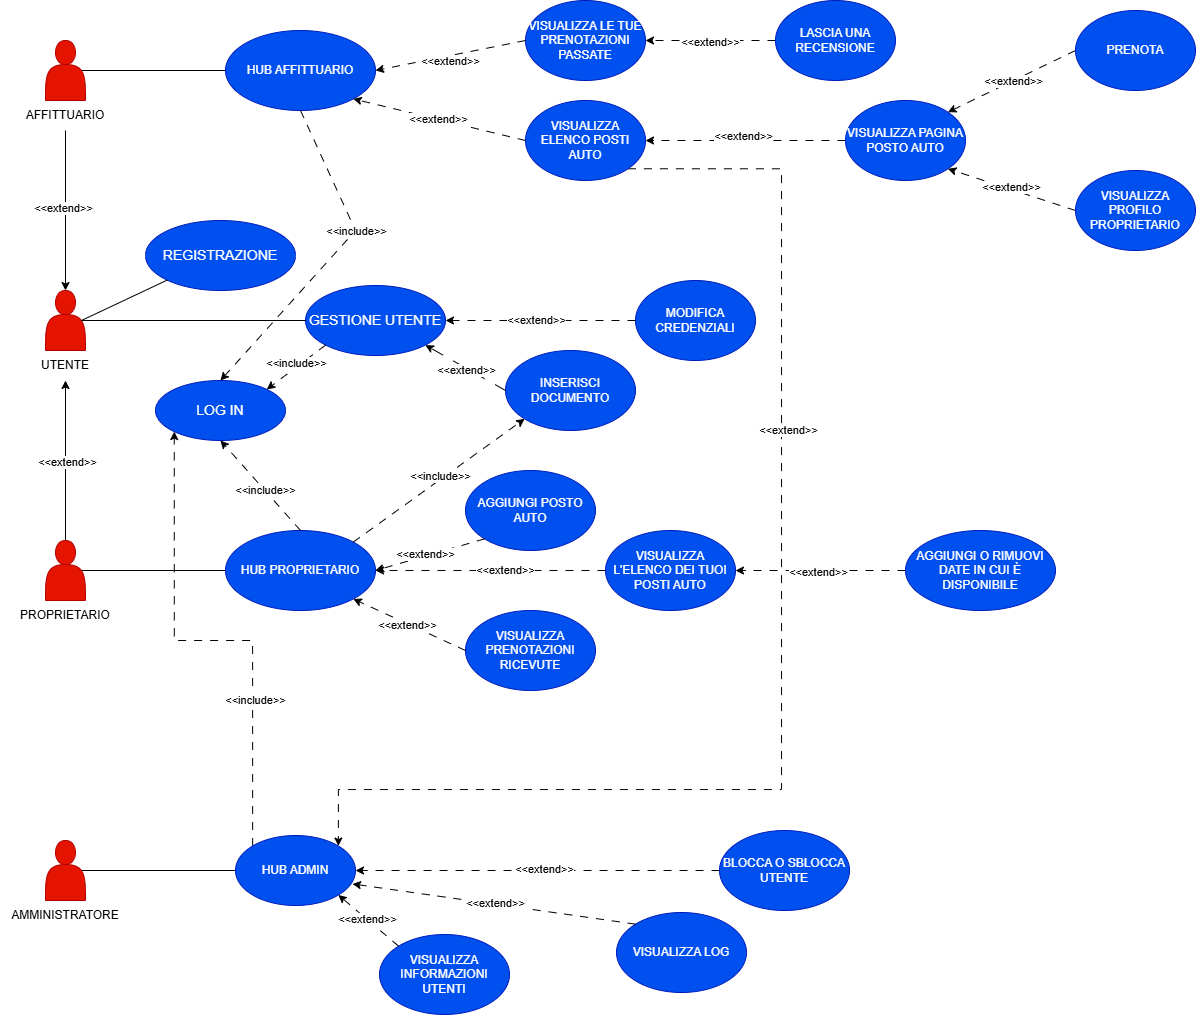 VISUALIZZA LE TUE
PRENOTAZIONI
PASSATE
<<extend>>
LASCIA UNA
RECENSIONE
PRENOTA
HUB AFFITTUARIO
<<extend>>
<<extend>>
AFFITTUARIO
<<extend>>
VISUALIZZA
ELENCO POSTI
AUTO
<<extend>>
VISUALIZZA PAGINA
POSTO AUTO
<<extend>>
VISUALIZZA
PROFILO
PROPRIETARIO
<<extend>>
<<include>>
REGISTRAZIONE
UTENTE
GESTIONE UTENTE
<<extend>>
MODIFICA
CREDENZIALI
<<include>>
<<extend>>
INSERISCI
DOCUMENTO
LOG IN
<<extend>>
<<extend>>
<<include>>
<<include>>
AGGIUNGI POSTO
AUTO
<<extend>>
PROPRIETARIO
HUB PROPRIETARIO
<<extend>>
VISUALIZZA
L'ELENCO DEI TUOI
POSTI AUTO
<<extend>>
AGGIUNGI O RIMUOVI
DATE IN CUI È
DISPONIBILE
<<extend>>
VISUALIZZA
PRENOTAZIONI
RICEVUTE
<<include>>
AMMINISTRATORE
HUB ADMIN
<<extend>>
BLOCCA O SBLOCCA
UTENTE
<<extend>>
VISUALIZZA LOG
<<extend>>
VISUALIZZA
INFORMAZIONI
UTENTI